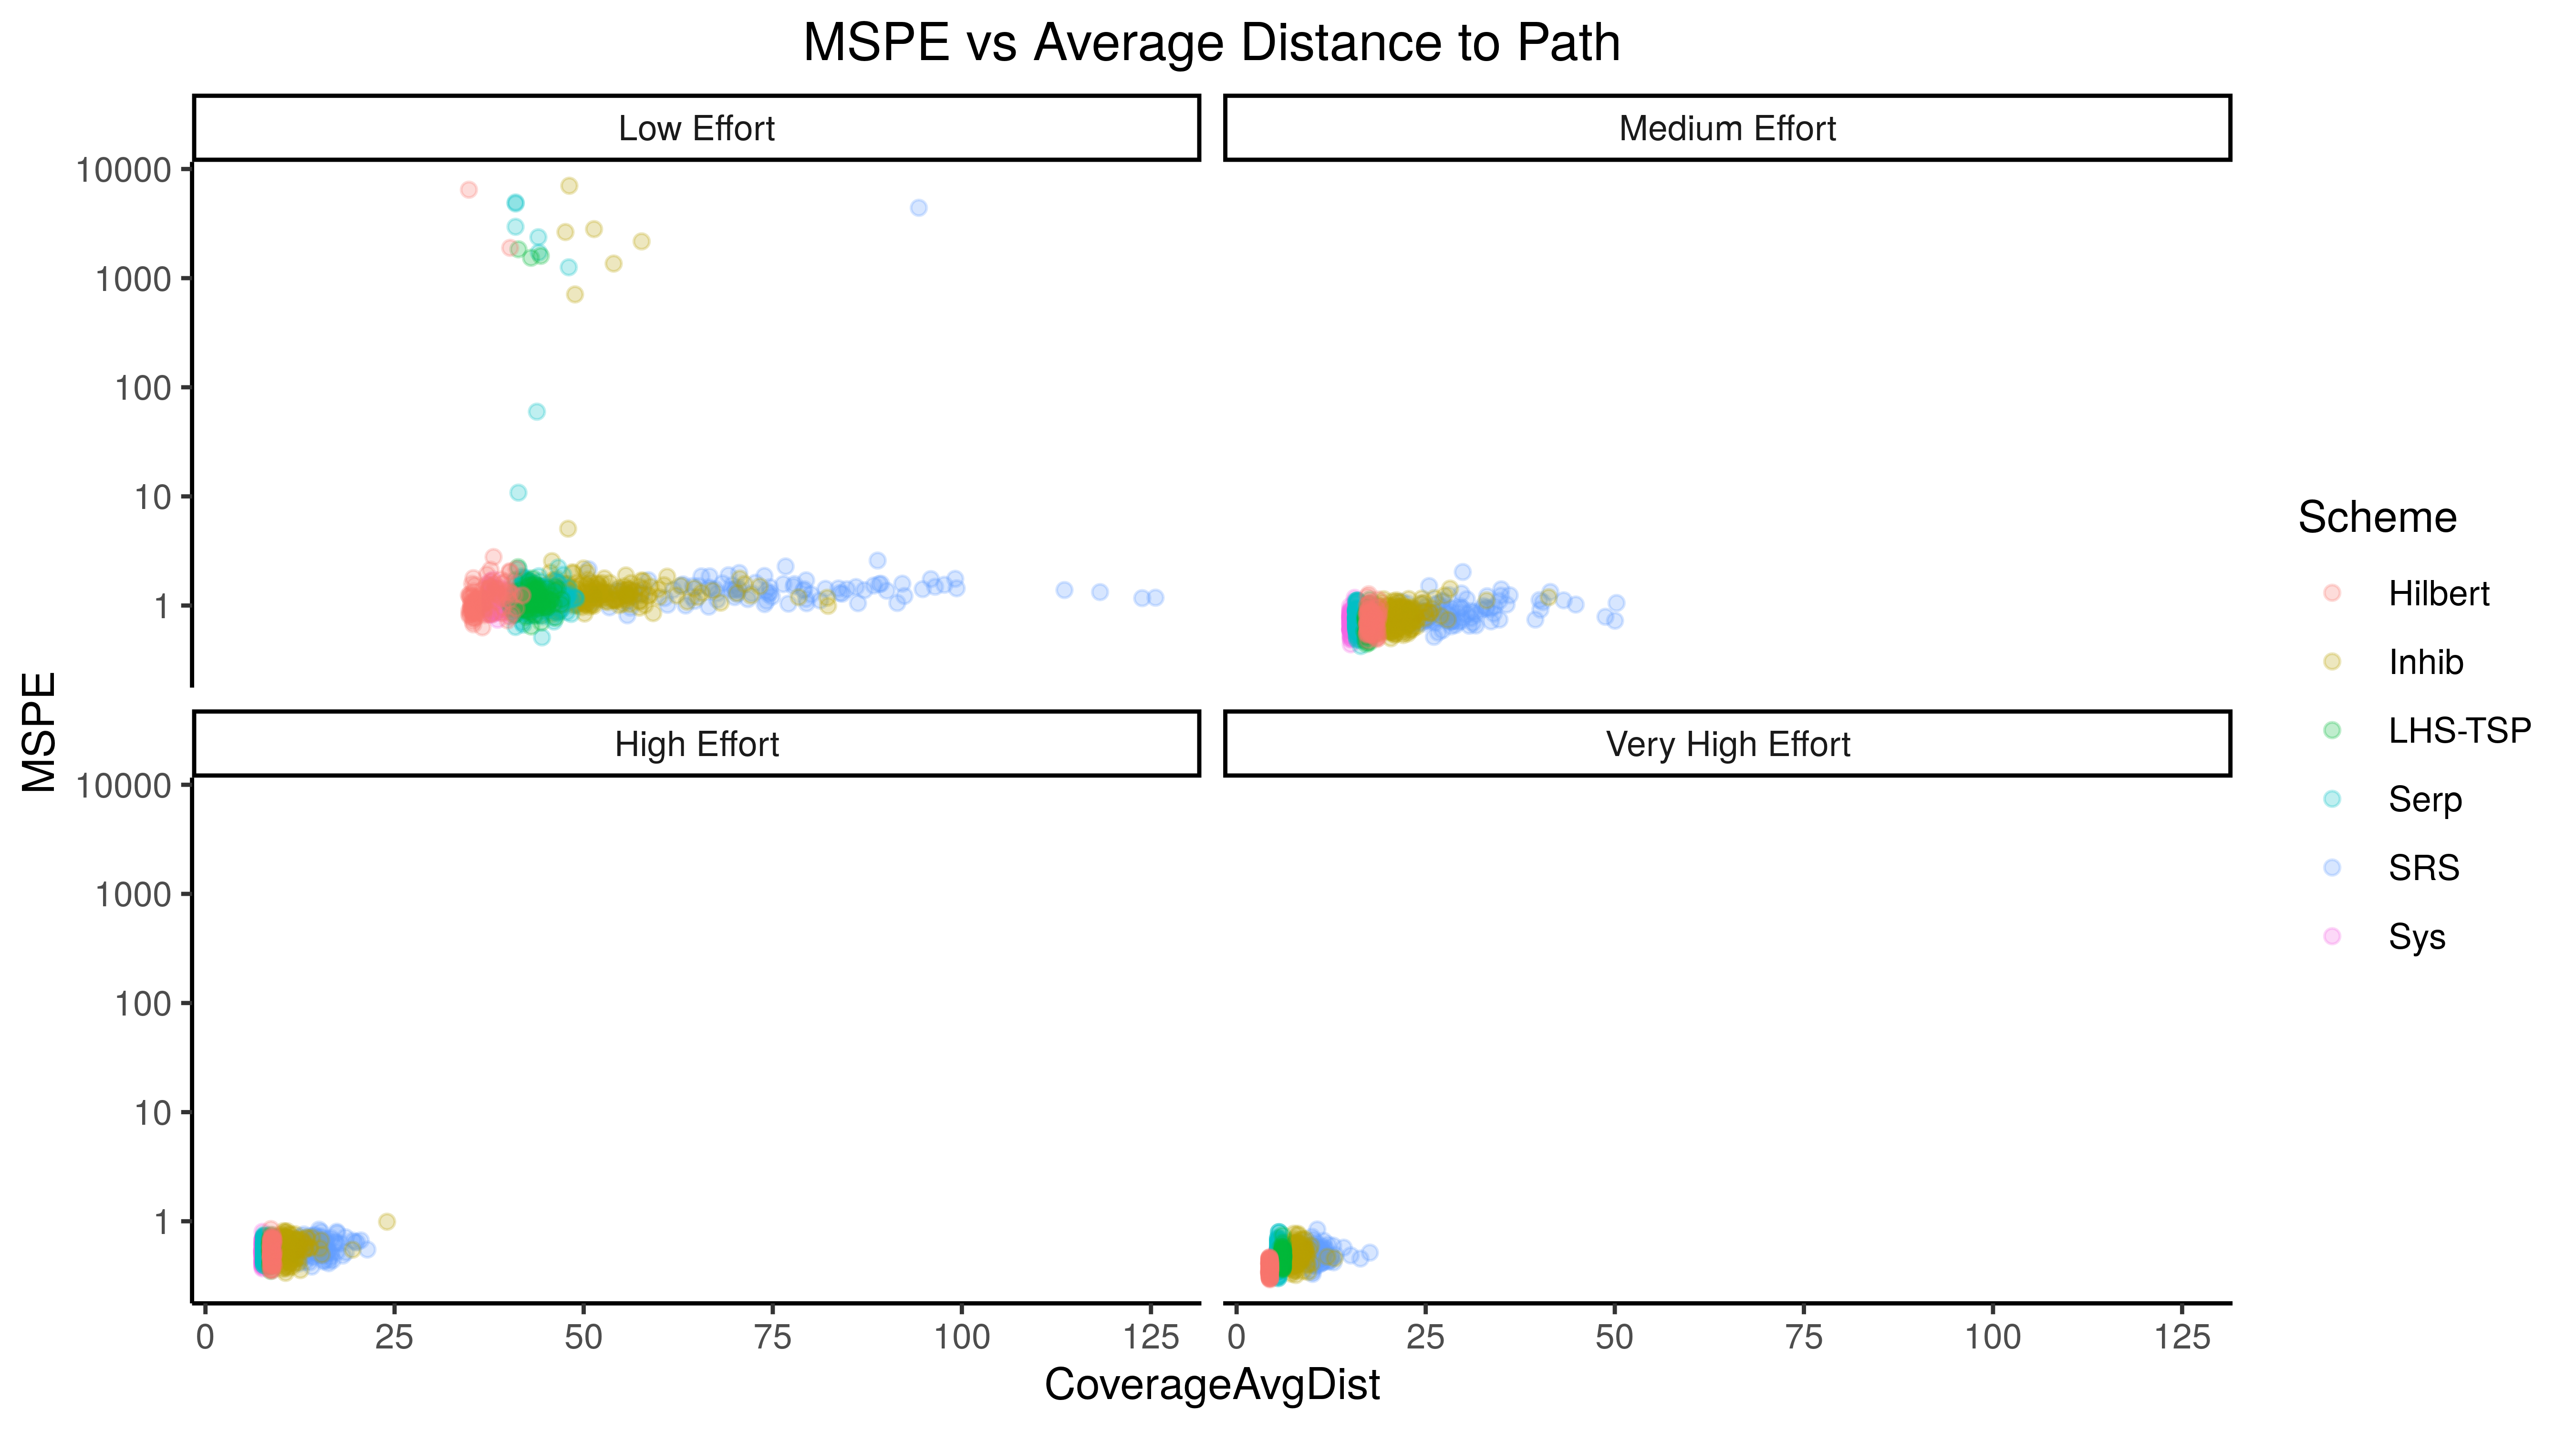 MSPE vs Average Distance to Path
Low Effort
Medium Effort
10000
1000
100
10
1
High Effort
Very High Effort
10000
1000
100
10
1
0 25 50 75 100 125
0 25 50 75 100 125
CoverageAvgDist
MSPE
Scheme
Hilbert
Inhib
LHS-TSP
Serp
SRS
Sys